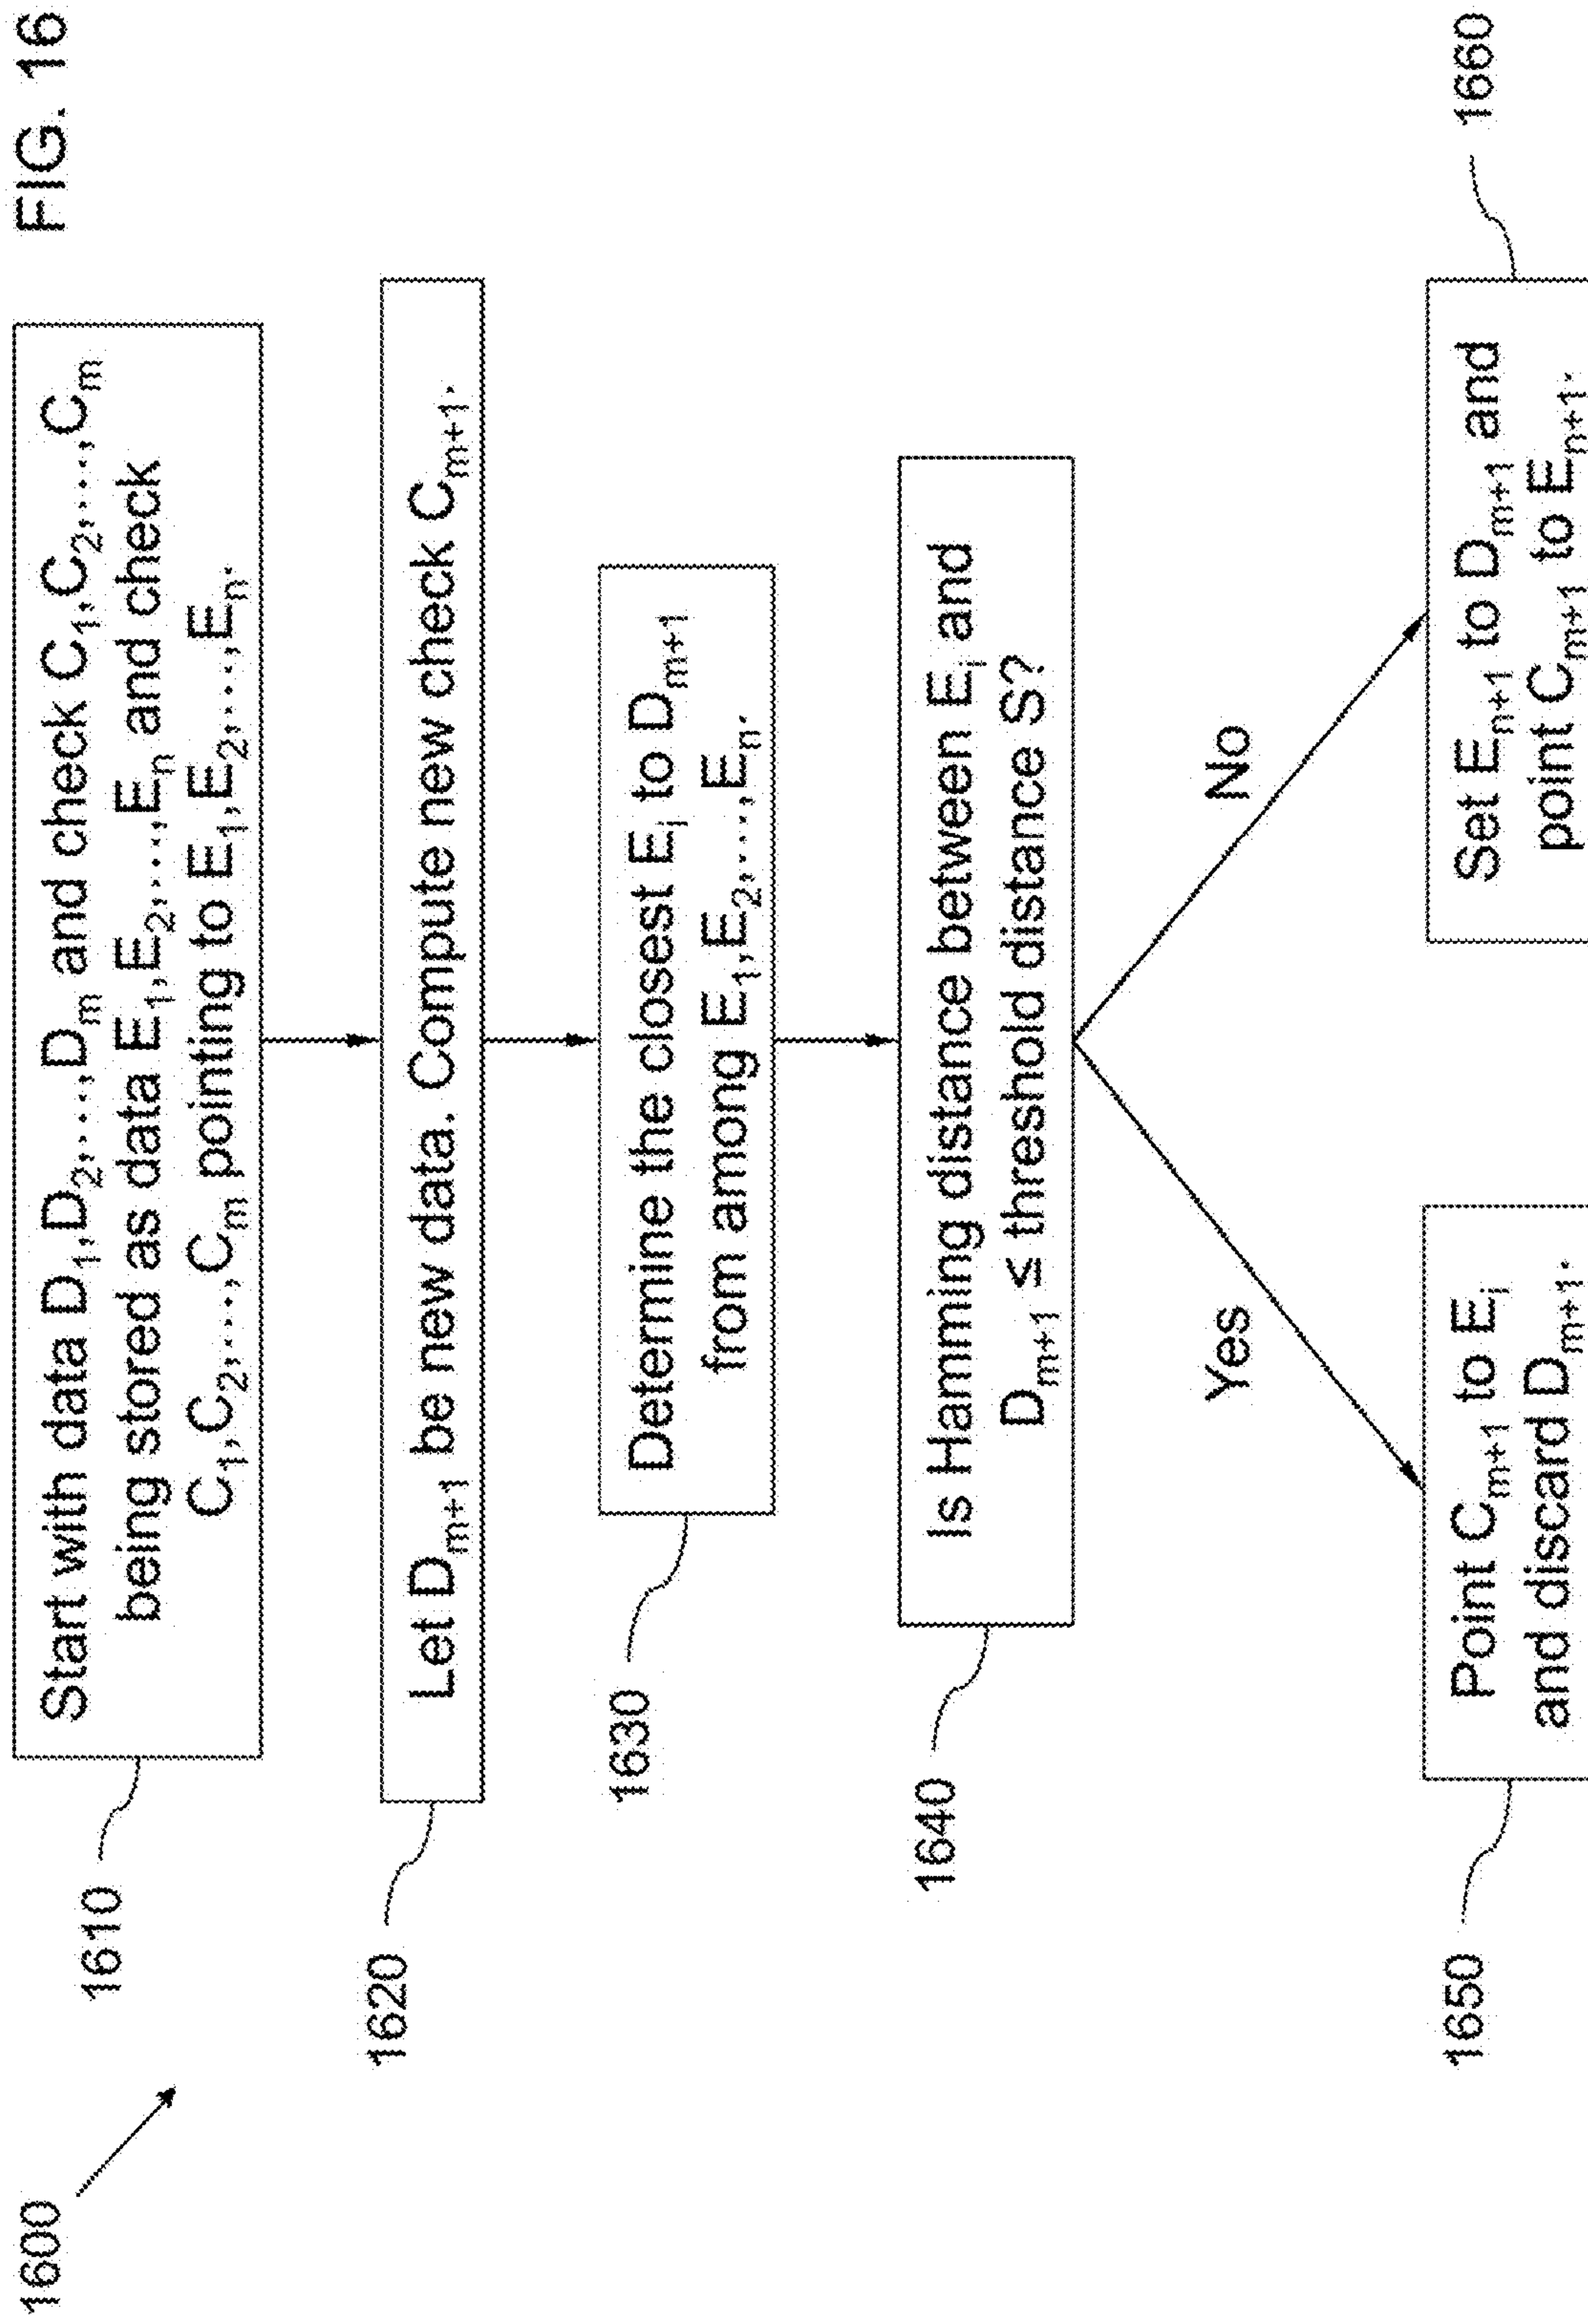 FIG. 16
1600
1610
Start with data D₁,D₂,...,Dₘ and check C₁,C₂,...,Cₘ
being stored as data E₁,E₂,...,Eₙ and check
C₁,C₂,...,Cₘ pointing to E₁,E₂,...,Eₙ.
1620
Let Dₘ₊₁ be new data. Compute new check Cₘ₊₁.
1630
Determine the closest Eᵢ to Dₘ₊₁
from among E₁,E₂,...,Eₙ.
1640
Is Hamming distance between Eᵢ and
Dₘ₊₁ ≤ threshold distance S?
Yes
No
1650
Point Cₘ₊₁ to Eᵢ
and discard Dₘ₊₁.
1660
Set Eₙ₊₁ to Dₘ₊₁ and
point Cₘ₊₁ to Eₙ₊₁.